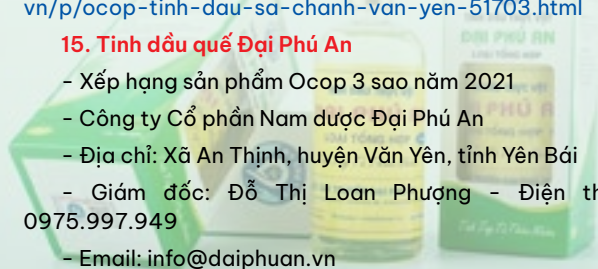 vn/p/ocop-tinh-dau-sa-chanh-van-yen-51703.html
15. Tinh dầu quế Đại Phú An
- Xếp hạng sản phẩm Ocop 3 sao năm 2021
- Công ty Cổ phần Nam dược Đại Phú An
- Địa chỉ: Xã An Thịnh, huyện Văn Yên, tỉnh Yên Bái
- Giám đốc: Đỗ Thị Loan Phượng - Điện th
0975.997.949
- Email: info@daiphuan.vn